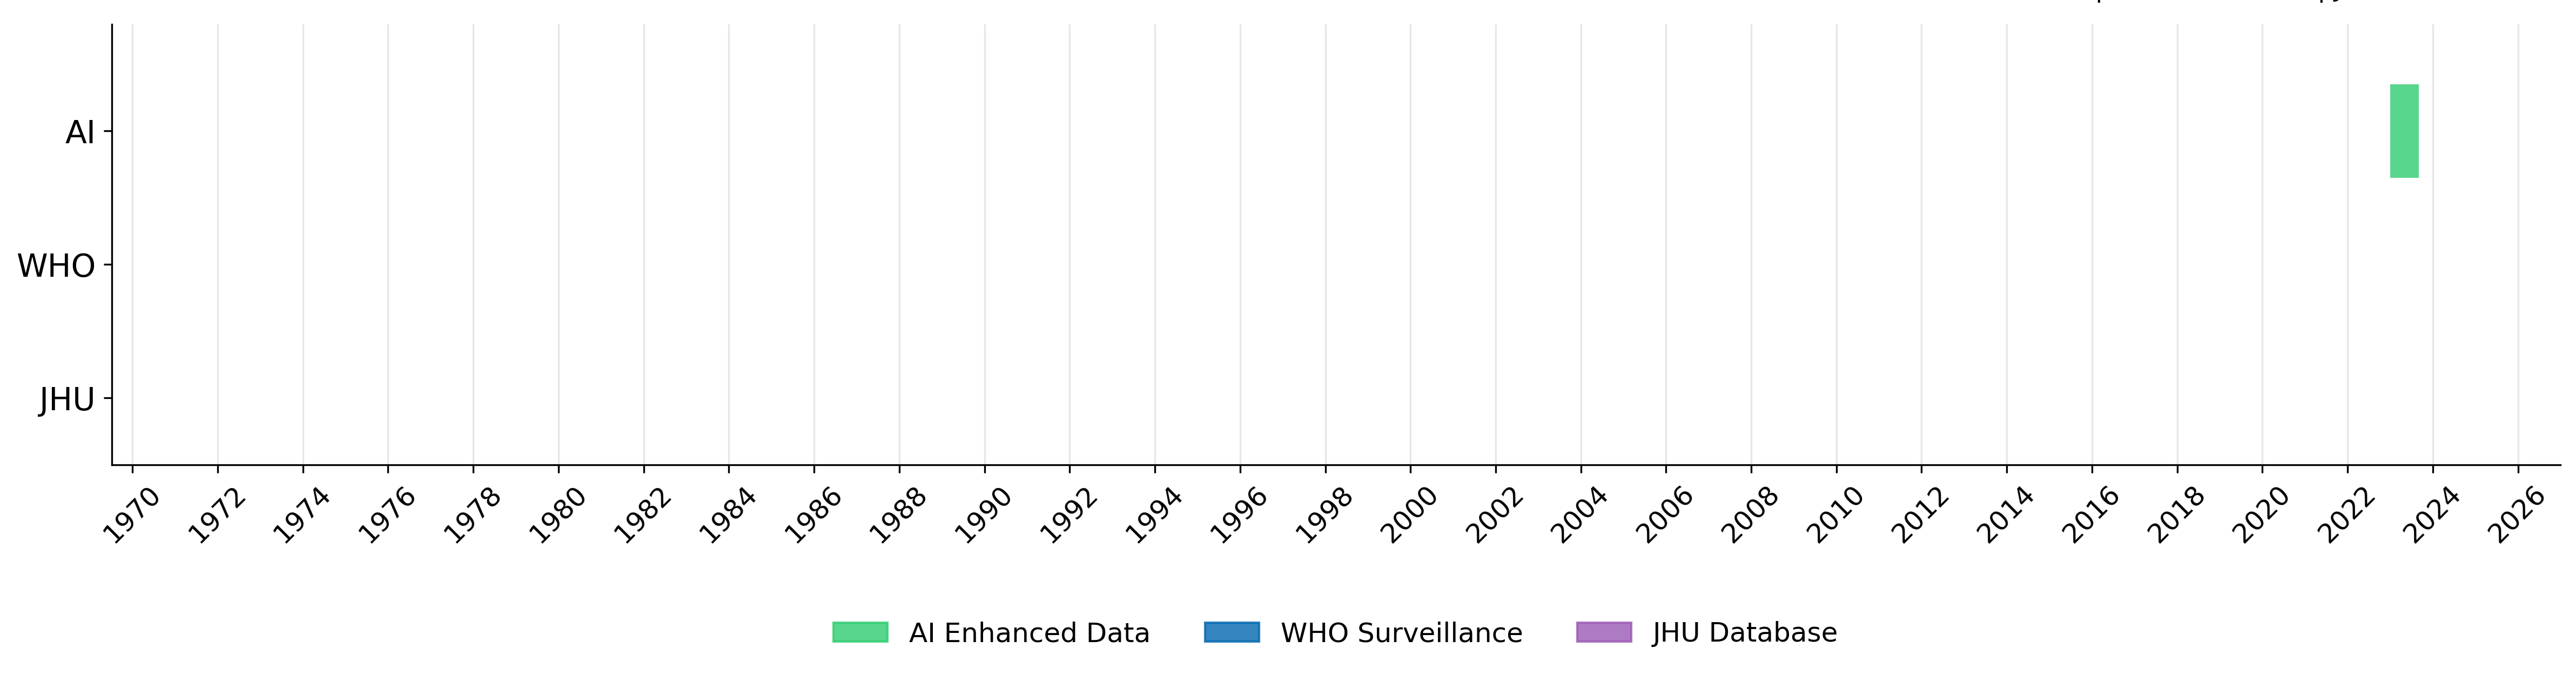 AI
WHO
JHU
1970 1972 1974 1976 1978 1980 1982 1984 1986 1988 1990 1992 1994 1996 1998 2000 2002 2004 2006 2008 2010 2012 2014 2016 2018 2020 2022 2024 2026
AI Enhanced Data WHO Surveillance JHU Database